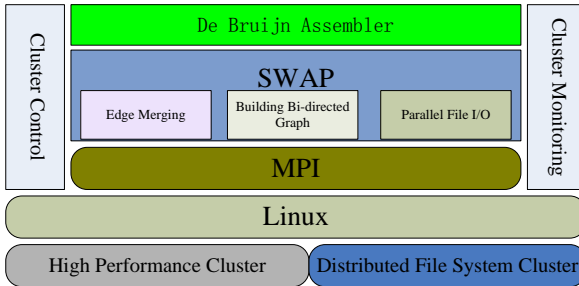 De Bruijn Assembler
Cluster Control
SWAP
Edge Merging
Building Bi-directed
Graph
Parallel File I/O
Cluster Monitoring
MPI
Linux
High Performance Cluster
Distributed File System Cluster